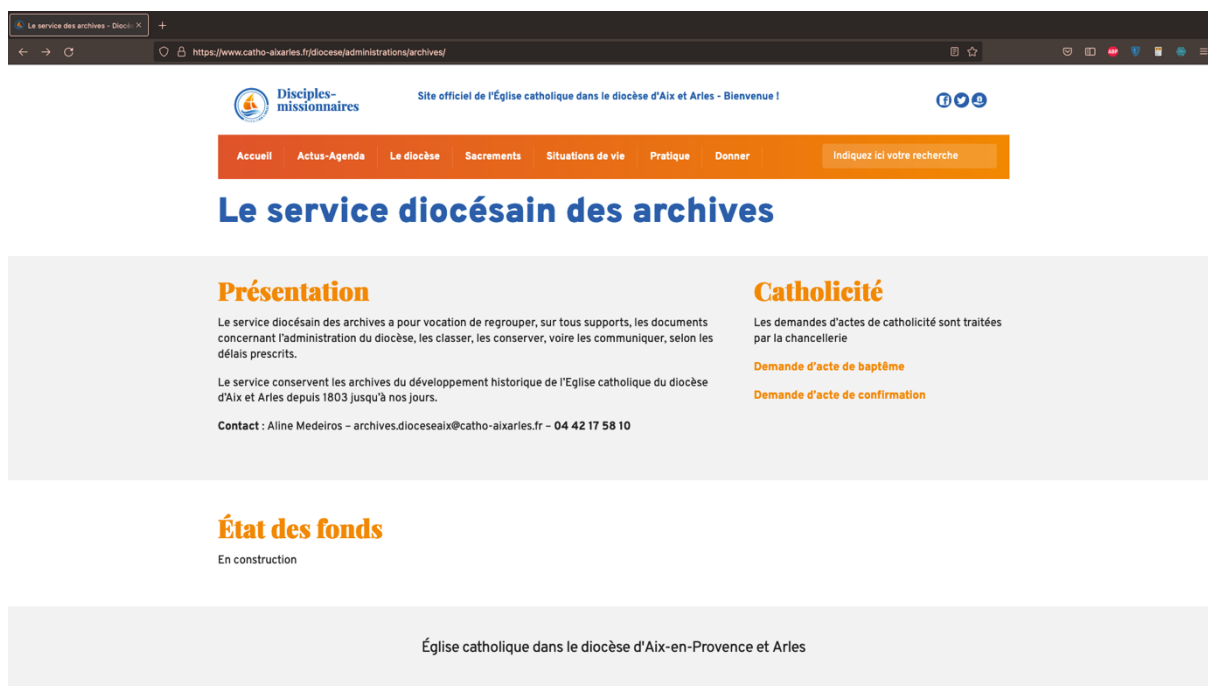 Le service des archives - Diocè
https://www.catho-aixarles.fr/diocese/administrations/archives/
Disciples-
missionnaires
Site officiel de l'Église catholique dans le diocèse d'Aix et Arles - Bienvenue !
Accueil
Actus-Agenda
Le diocèse
Sacrements
Situations de vie
Pratique
Donner
Indiquez ici votre recherche
Le service diocésain des archives
Présentation
Le service diocésain des archives a pour vocation de regrouper, sur tous supports, les documents
concernant l'administration du diocèse, les classer, les conserver, voire les communiquer, selon les
délais prescrits.
Le service conservent les archives du développement historique de l'Eglise catholique du diocèse
d'Aix et Arles depuis 1803 jusqu'à nos jours.
Contact : Aline Medeiros – archives.dioceseaix@catho-aixarles.fr – 04 42 17 58 10
Catholicité
Les demandes d'actes de catholicité sont traitées
par la chancellerie
Demande d'acte de baptême
Demande d'acte de confirmation
État des fonds
En construction
Église catholique dans le diocèse d'Aix-en-Provence et Arles